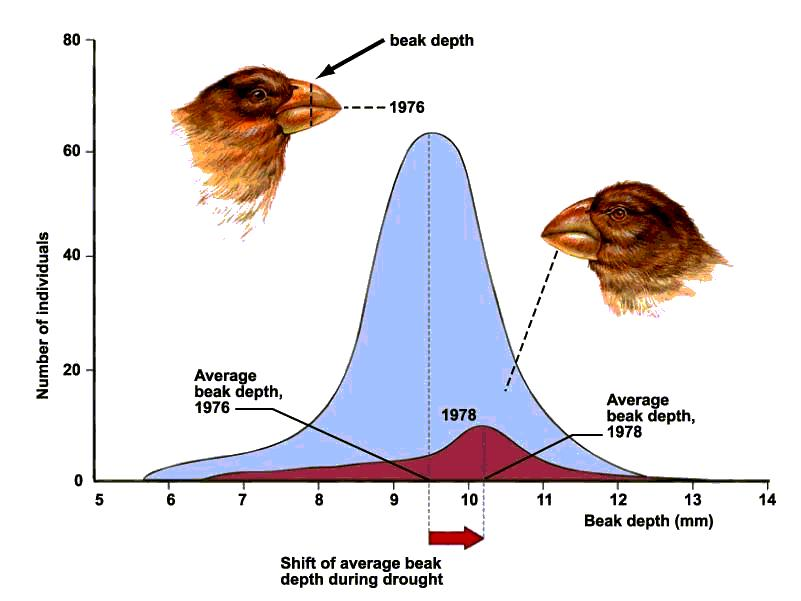 80
beak depth
1976
60
40
Number of individuals
20
Average
beak depth,
1976
1978
Average
beak depth,
1978
0
5 6 7 8 9 10 11 12 13 14
Beak depth (mm)
Shift of average beak
depth during drought